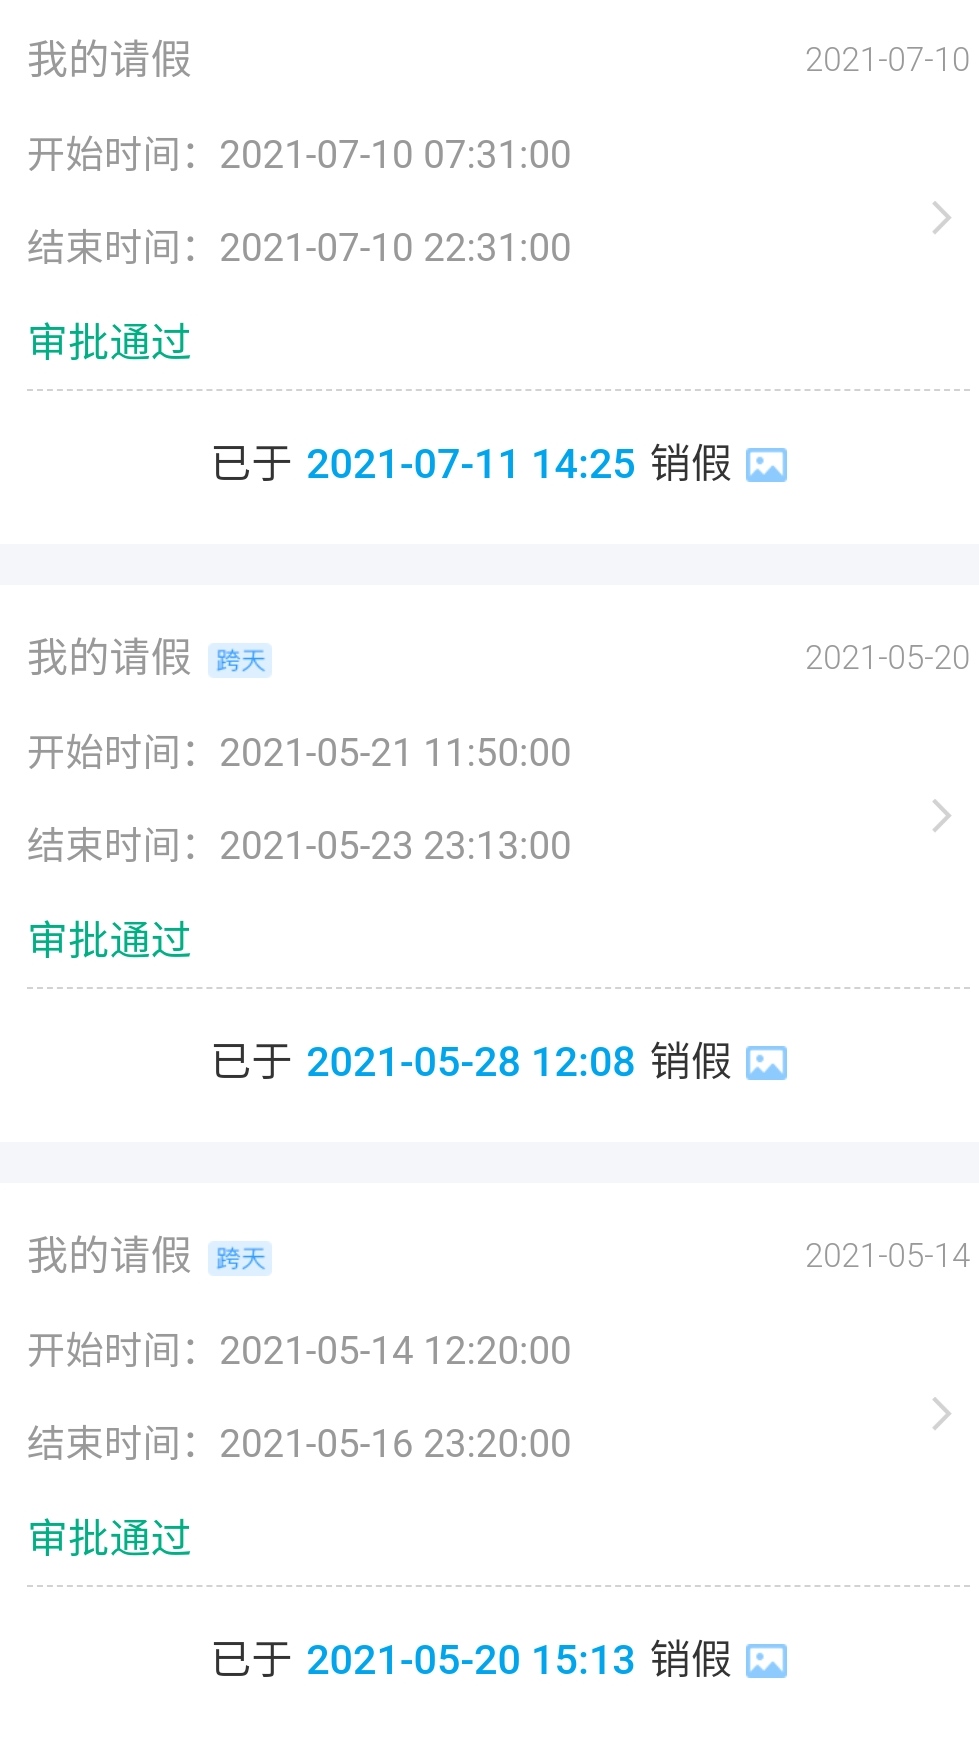 我的请假 2021-07-10
开始时间：2021-07-10 07:31:00
结束时间：2021-07-10 22:31:00
审批通过
已于 2021-07-11 14:25 销假
我的请假 跨天 2021-05-20
开始时间：2021-05-21 11:50:00
结束时间：2021-05-23 23:13:00
审批通过
已于 2021-05-28 12:08 销假
我的请假 跨天 2021-05-14
开始时间：2021-05-14 12:20:00
结束时间：2021-05-16 23:20:00
审批通过
已于 2021-05-20 15:13 销假